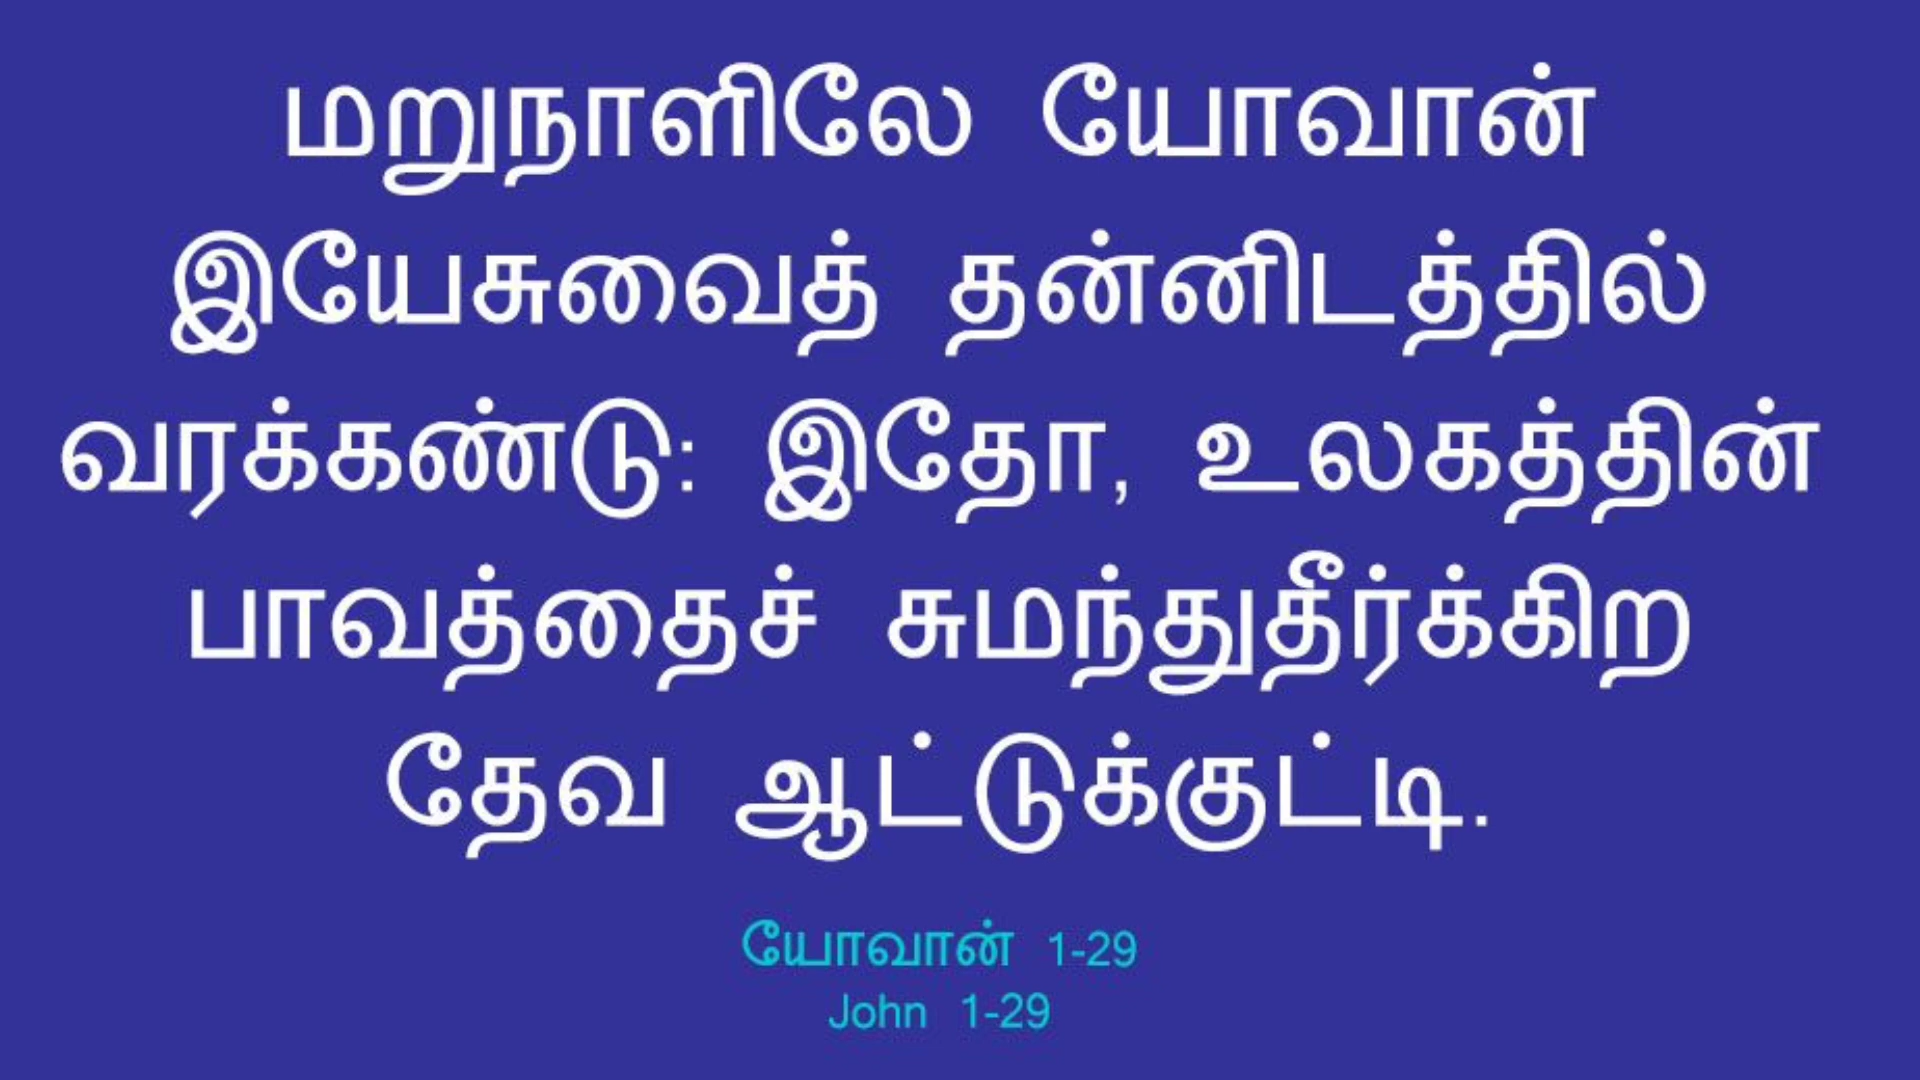 மறுநாளிலே யோவான்
இயேசுவைத் தன்னிடத்தில்
வரக்கண்டு: இதோ, உலகத்தின்
பாவத்தைச் சுமந்துதீர்க்கிற
தேவ ஆட்டுக்குட்டி.
யோவான் 1-29
John 1-29